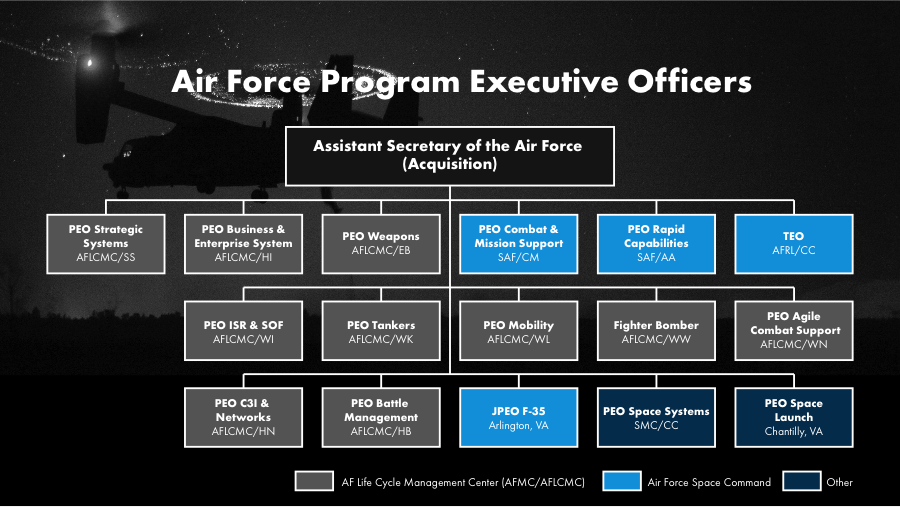 Air Force Program Executive Officers
Assistant Secretary of the Air Force
(Acquisition)
PEO Strategic
Systems
AFLCMC/SS
PEO Business &
Enterprise System
AFLCMC/HI
PEO Weapons
AFLCMC/EB
PEO Combat &
Mission Support
SAF/CM
PEO Rapid
Capabilities
SAF/AA
TEO
AFRL/CC
PEO ISR & SOF
AFLCMC/WI
PEO Tankers
AFLCMC/WK
PEO Mobility
AFLCMC/WL
Fighter Bomber
AFLCMC/WW
PEO Agile
Combat Support
AFLCMC/WN
PEO C3I &
Networks
AFLCMC/HN
PEO Battle
Management
AFLCMC/HB
JPEO F-35
Arlington, VA
PEO Space Systems
SMC/CC
PEO Space
Launch
Chantilly, VA
AF Life Cycle Management Center (AFMC/AFLCMC)
Air Force Space Command
Other